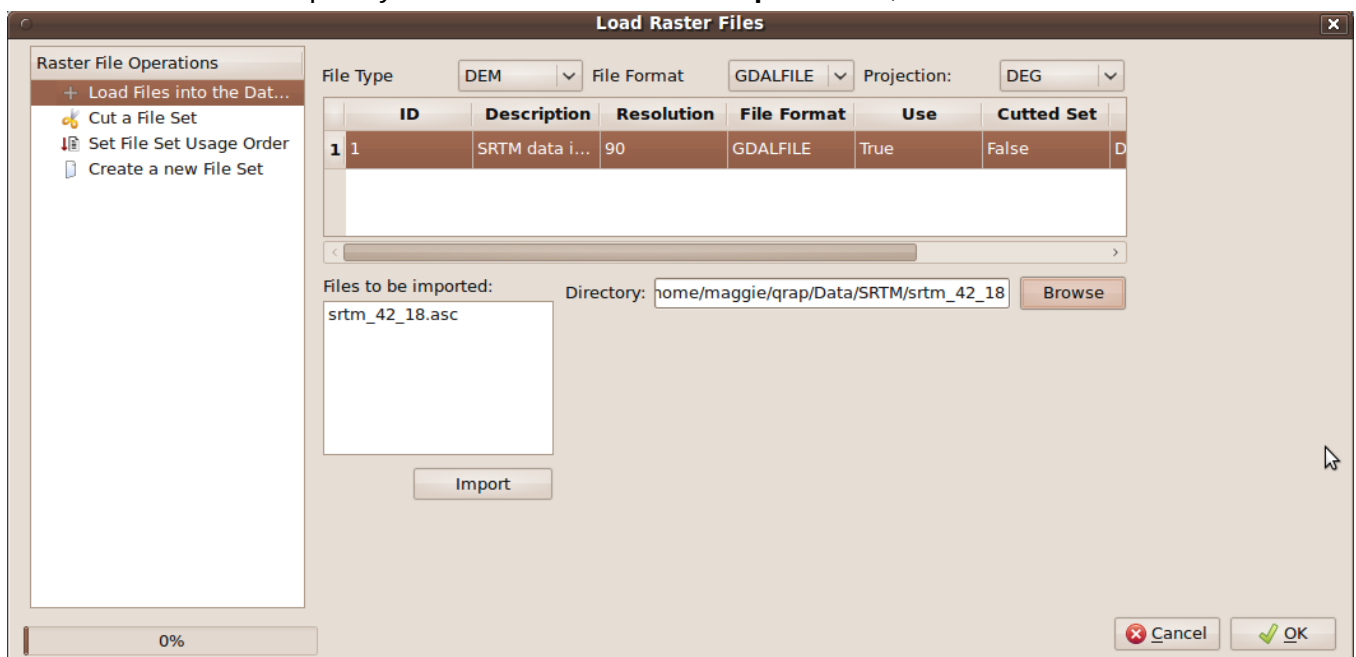 Load Raster Files
Raster File Operations
Load Files into the Dat...
Cut a File Set
Set File Set Usage Order
Create a new File Set
File Type DEM File Format GDALFILE Projection: DEG
ID Description Resolution File Format Use Cutted Set
1 1 SRTM data i... 90 GDALFILE True False D
Files to be imported:
Directory: home/maggie/qrap/Data/SRTM/srtm_42_18 Browse
srtm_42_18.asc
Import
0%
Cancel OK